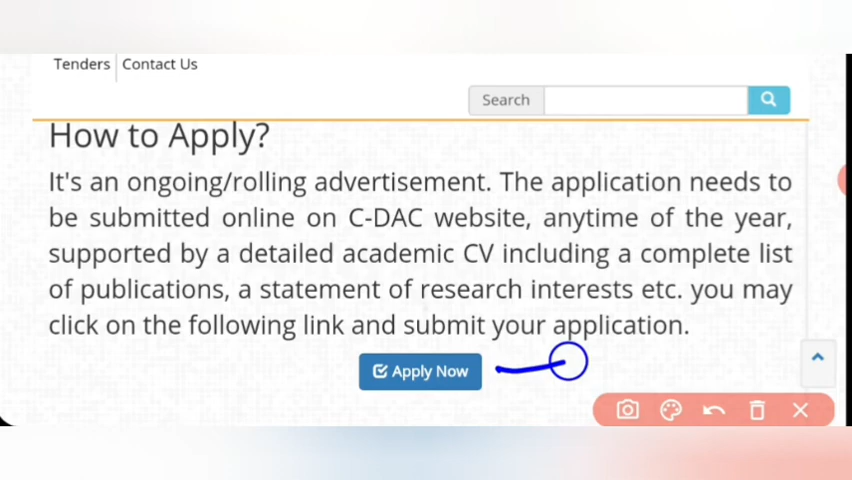 Tenders Contact Us
Search
How to Apply?
It's an ongoing/rolling advertisement. The application needs to
be submitted online on C-DAC website, anytime of the year,
supported by a detailed academic CV including a complete list
of publications, a statement of research interests etc. you may
click on the following link and submit your application.
Apply Now